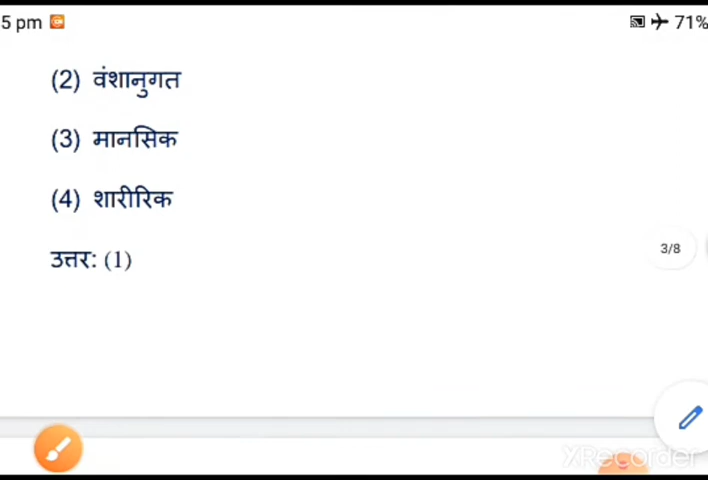 5 pm 71%
(2) वंशानुगत
(3) मानसिक
(4) शारीरिक
उत्तर: (1)
3/8
XRecorder